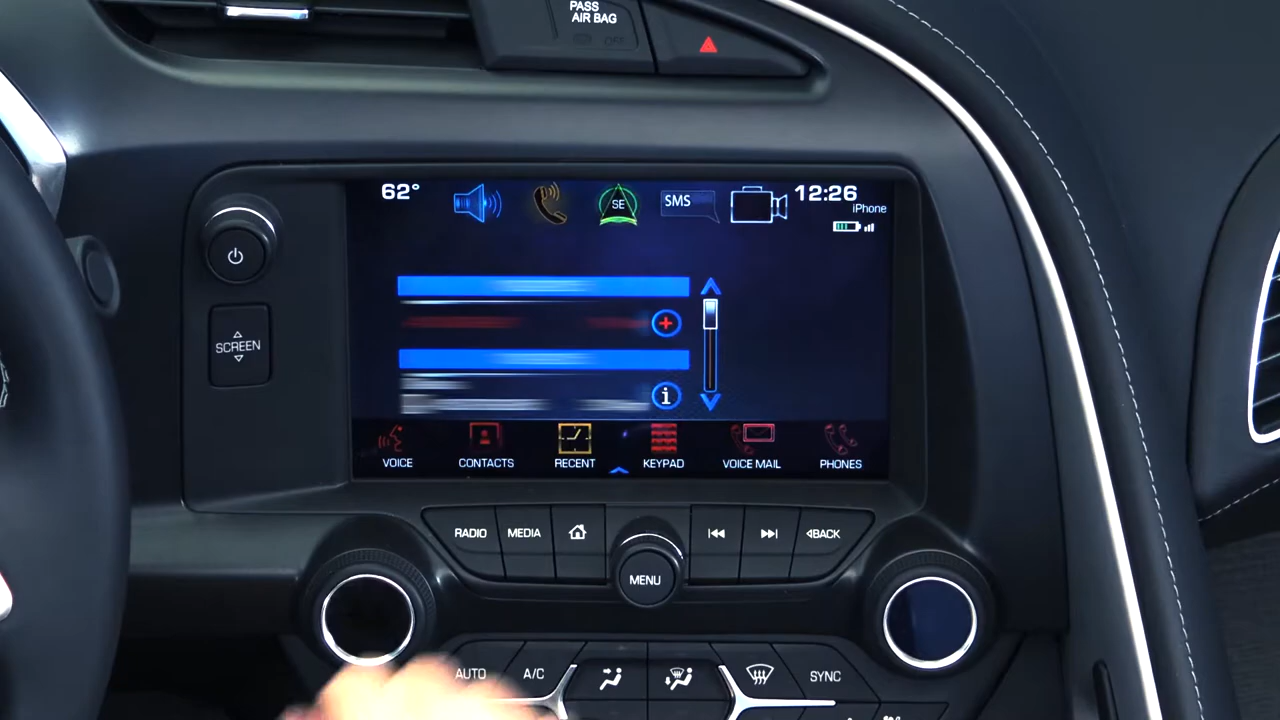 PASS
AIR BAG
OFF
62°
SE
SMS
12:26
iPhone
SCREEN
VOICE
CONTACTS
RECENT
KEYPAD
VOICE MAIL
PHONES
RADIO
MEDIA
BACK
MENU
AUTO
A/C
SYNC